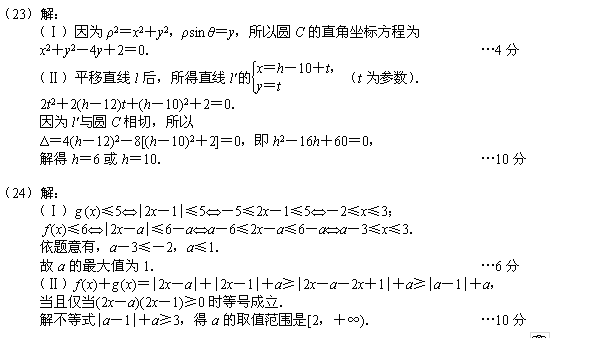 (23) 解:
(Ⅰ) 因为 ρ²=x²+y², ρsin θ=y, 所以圆 C 的直角坐标方程为
x²+y²-4y+2=0. …4 分
(Ⅱ) 平移直线 l 后, 所得直线 l′的{x=h-10+t, y=t (t 为参数).
2t²+2(h-12)t+(h-10)²+2=0.
因为 l′与圆 C 相切, 所以
Δ=4(h-12)²-8[(h-10)²+2]=0, 即 h²-16h+60=0,
解得 h=6 或 h=10. …10 分
(24) 解:
(Ⅰ) g (x)≤5⇔|2x-1|≤5⇔-5≤2x-1≤5⇔-2≤x≤3;
f(x)≤6⇔|2x-a|≤6-a⇔a-6≤2x-a≤6-a⇔a-3≤x≤3.
依题意有, a-3≤-2, a≤1.
故 a 的最大值为 1. …6 分
(Ⅱ) f(x)+g(x)=|2x-a|+|2x-1|+a≥|2x-a-2x+1|+a≥|a-1|+a,
当且仅当(2x-a)(2x-1)≥0 时等号成立.
解不等式|a-1|+a≥3, 得 a 的取值范围是[2, +∞). …10 分